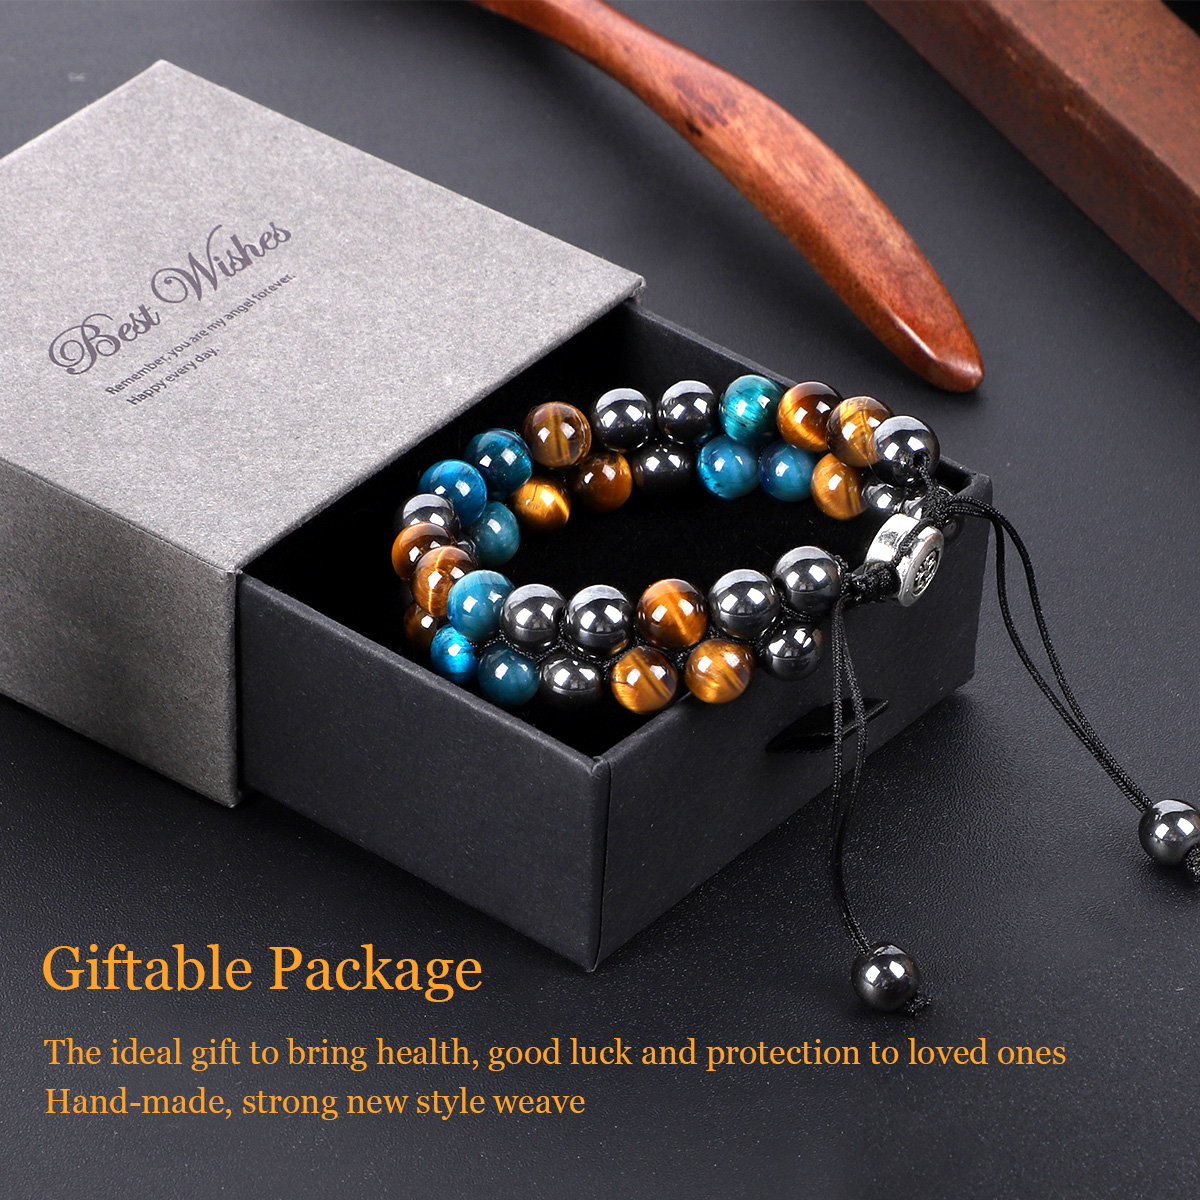 Best Wishes
Remember, you are my angel forever.
Happy every day.
Giftable Package
The ideal gift to bring health, good luck and protection to loved ones
Hand-made, strong new style weave